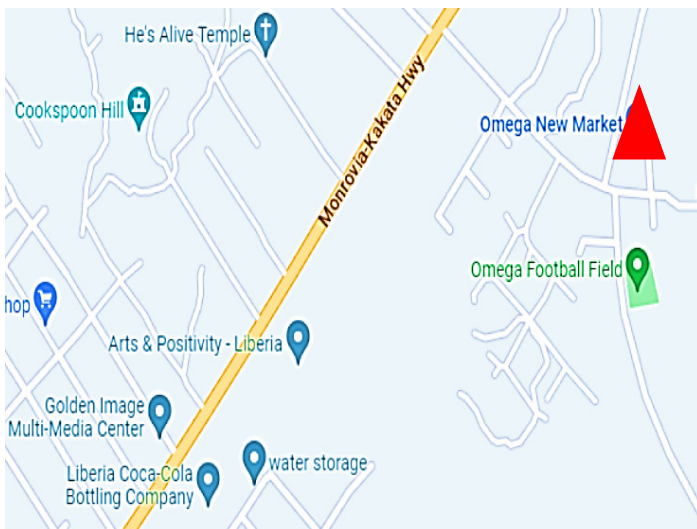 He's Alive Temple
Cookspoon Hill
Monrovia-Kakata Hwy
Omega New Market
Omega Football Field
hop
Arts & Positivity - Liberia
Golden Image
Multi-Media Center
water storage
Liberia Coca-Cola
Bottling Company